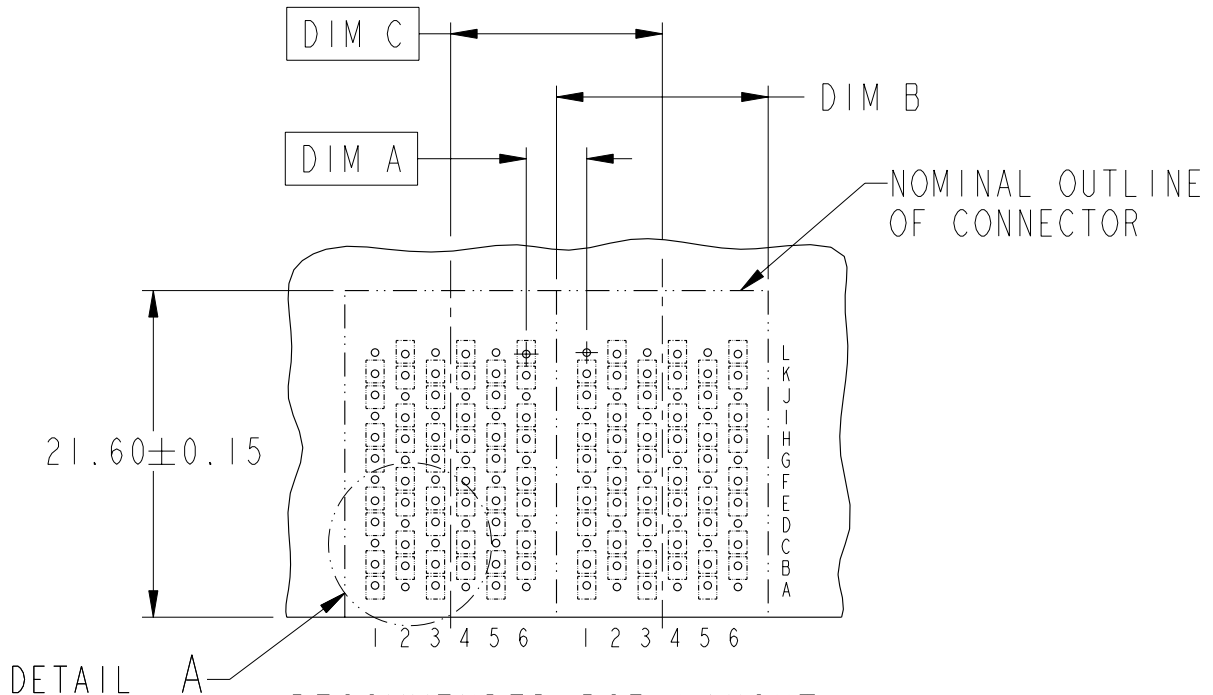 DIM C
DIM B
DIM A
NOMINAL OUTLINE
OF CONNECTOR
L
K
J
I
H
G
F
E
D
C
B
A
21.60±0.15
1 2 3 4 5 6 1 2 3 4 5 6
DETAIL A